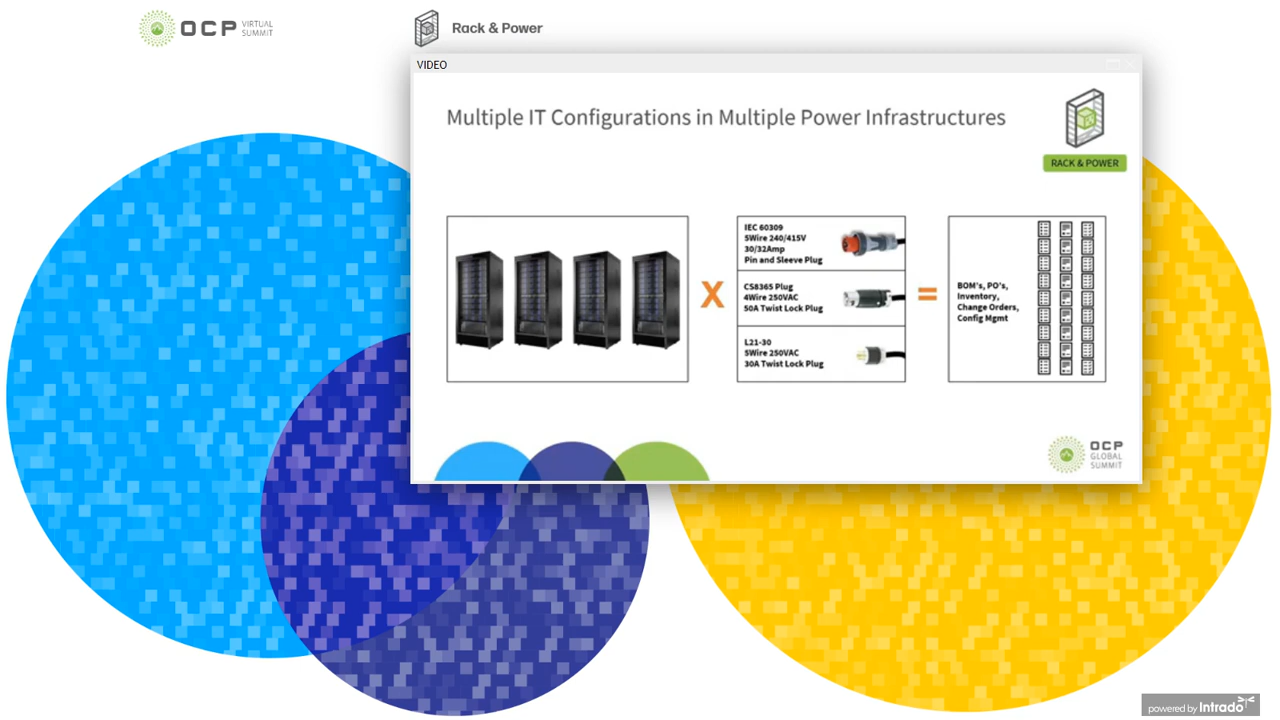 OCP VIRTUAL SUMMIT
Rack & Power
VIDEO
Multiple IT Configurations in Multiple Power Infrastructures
RACK & POWER
IEC 60309
5Wire 240/415V
30/32Amp
Pin and Sleeve Plug
CS8365 Plug
4Wire 250VAC
50A Twist Lock Plug
L21-30
5Wire 250VAC
30A Twist Lock Plug
X
=
BOM's, PO's,
Inventory,
Change Orders,
Config Mgmt
OCP
GLOBAL
SUMMIT
powered by Intrado